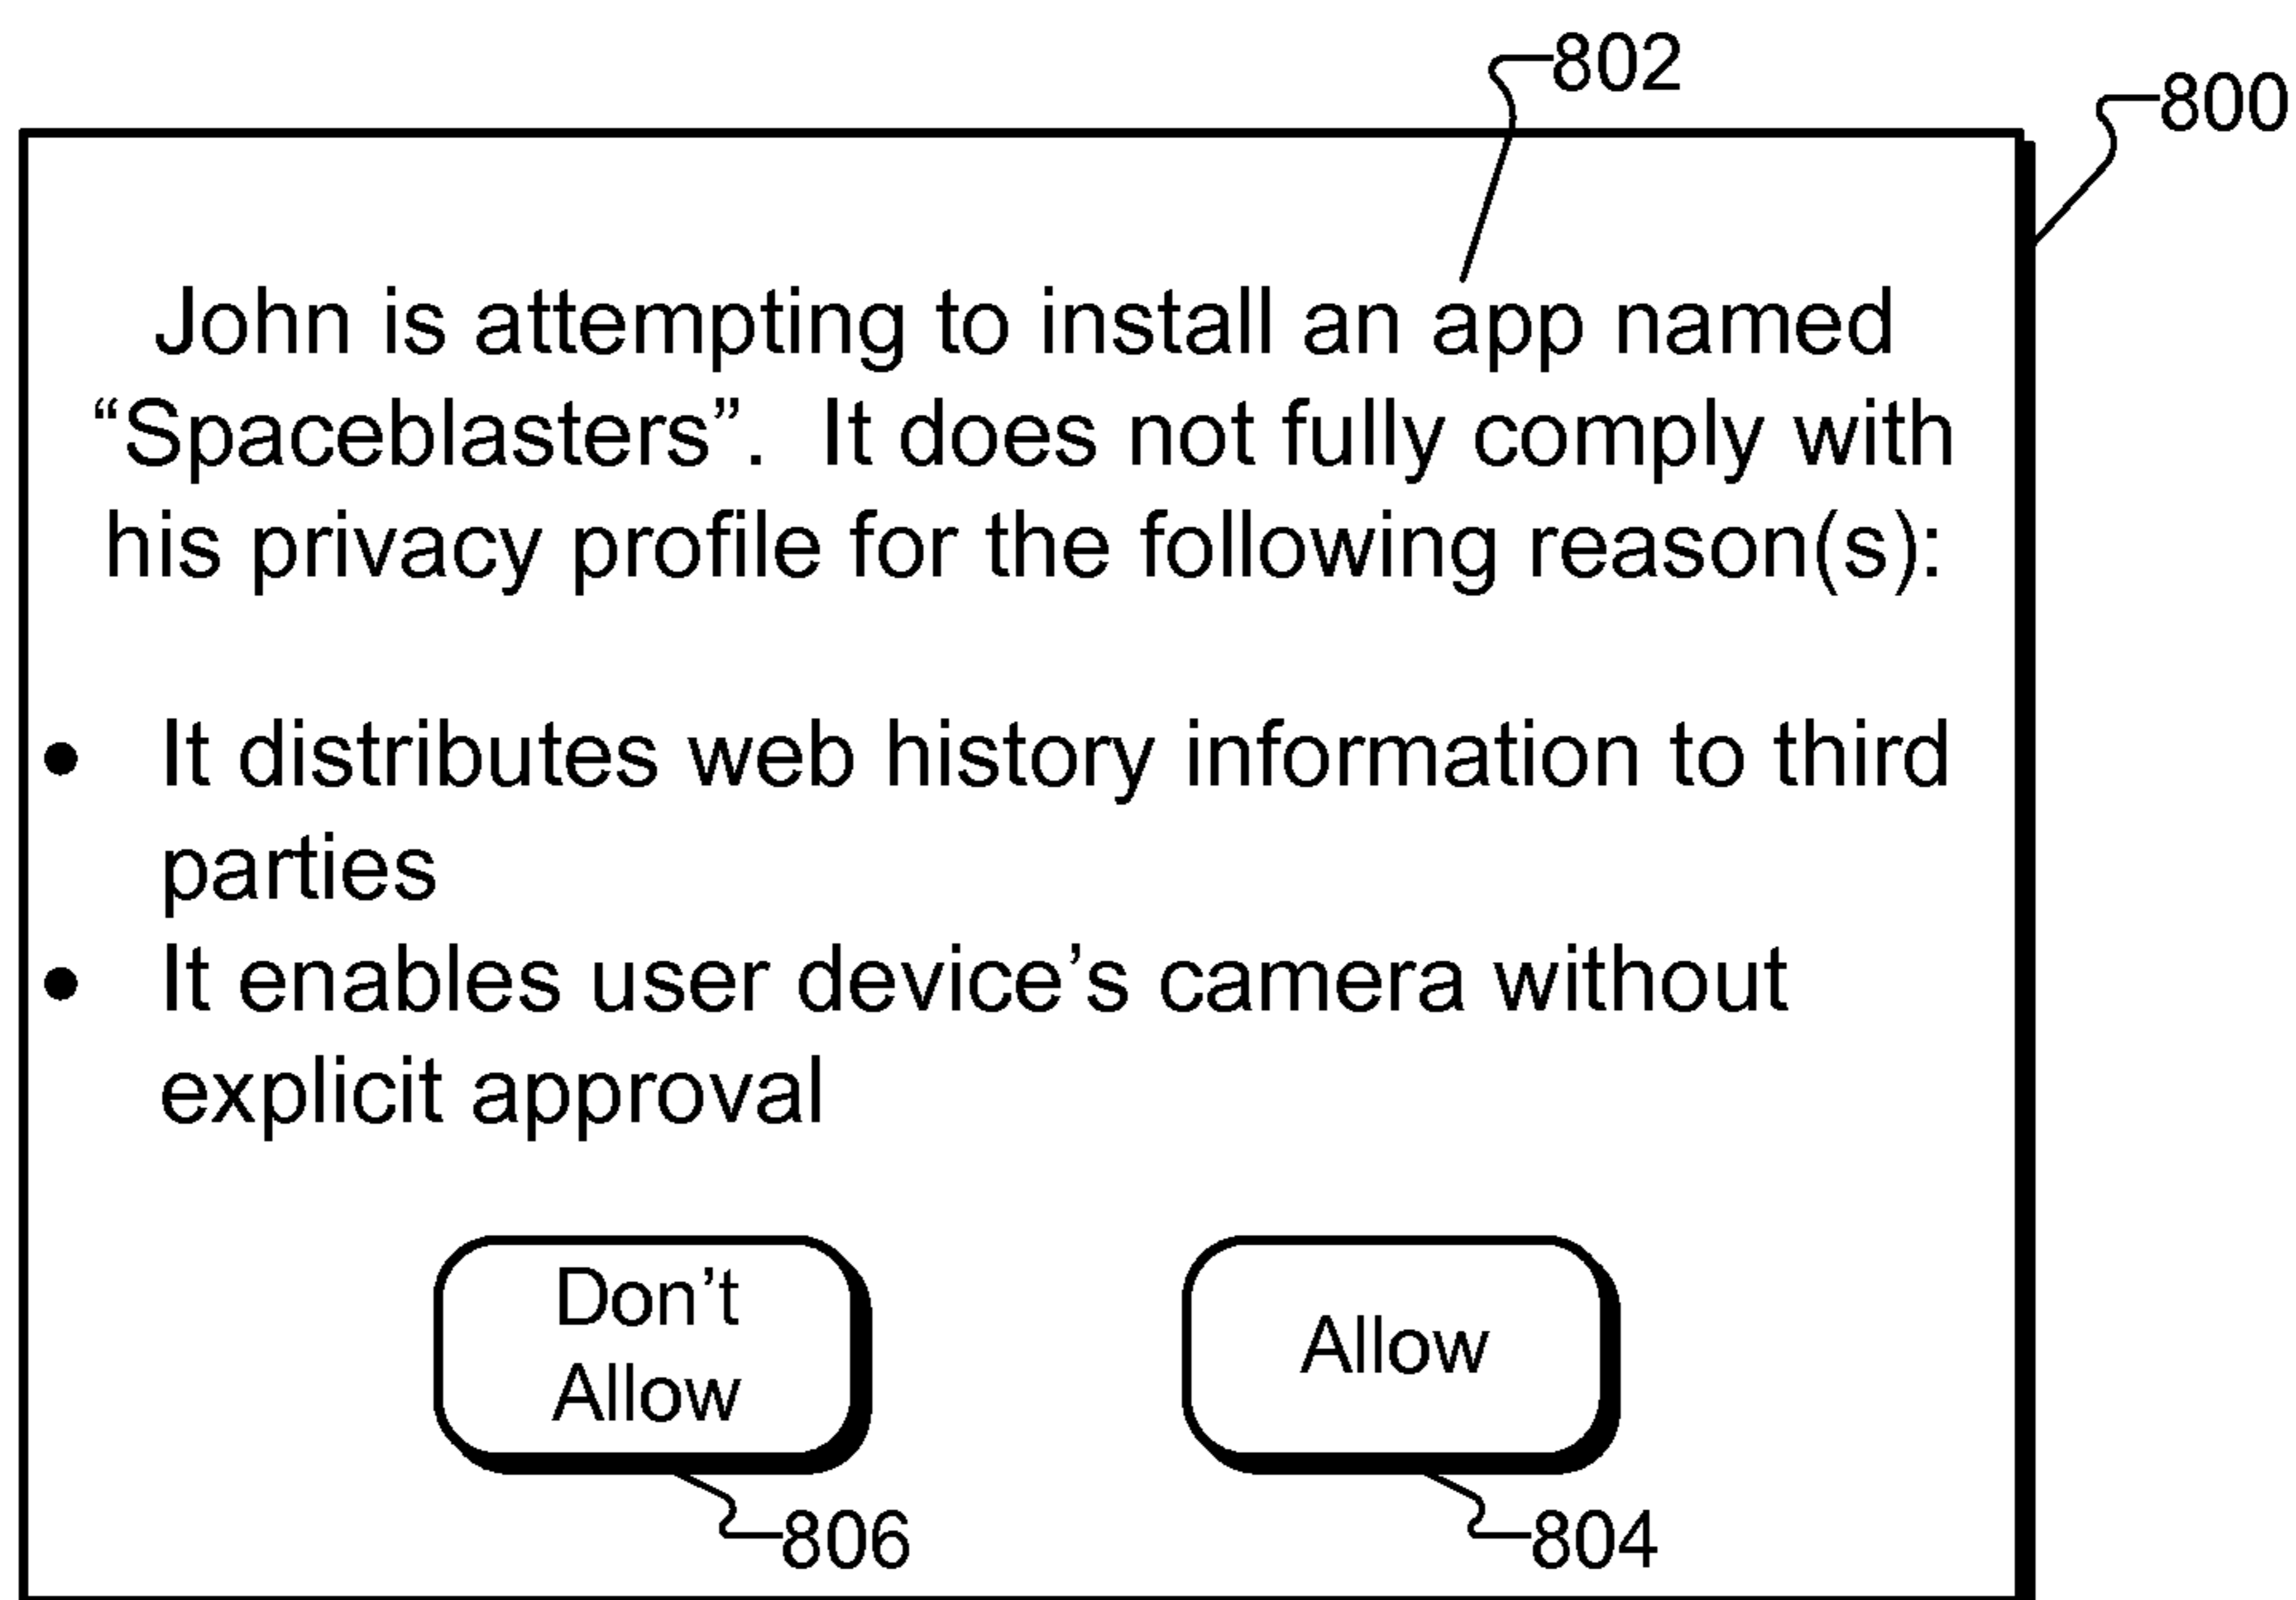 802
800
John is attempting to install an app named
“Spaceblasters”.  It does not fully comply with
his privacy profile for the following reason(s):
• It distributes web history information to third
parties
• It enables user device’s camera without
explicit approval
Don’t
Allow
Allow
806
804